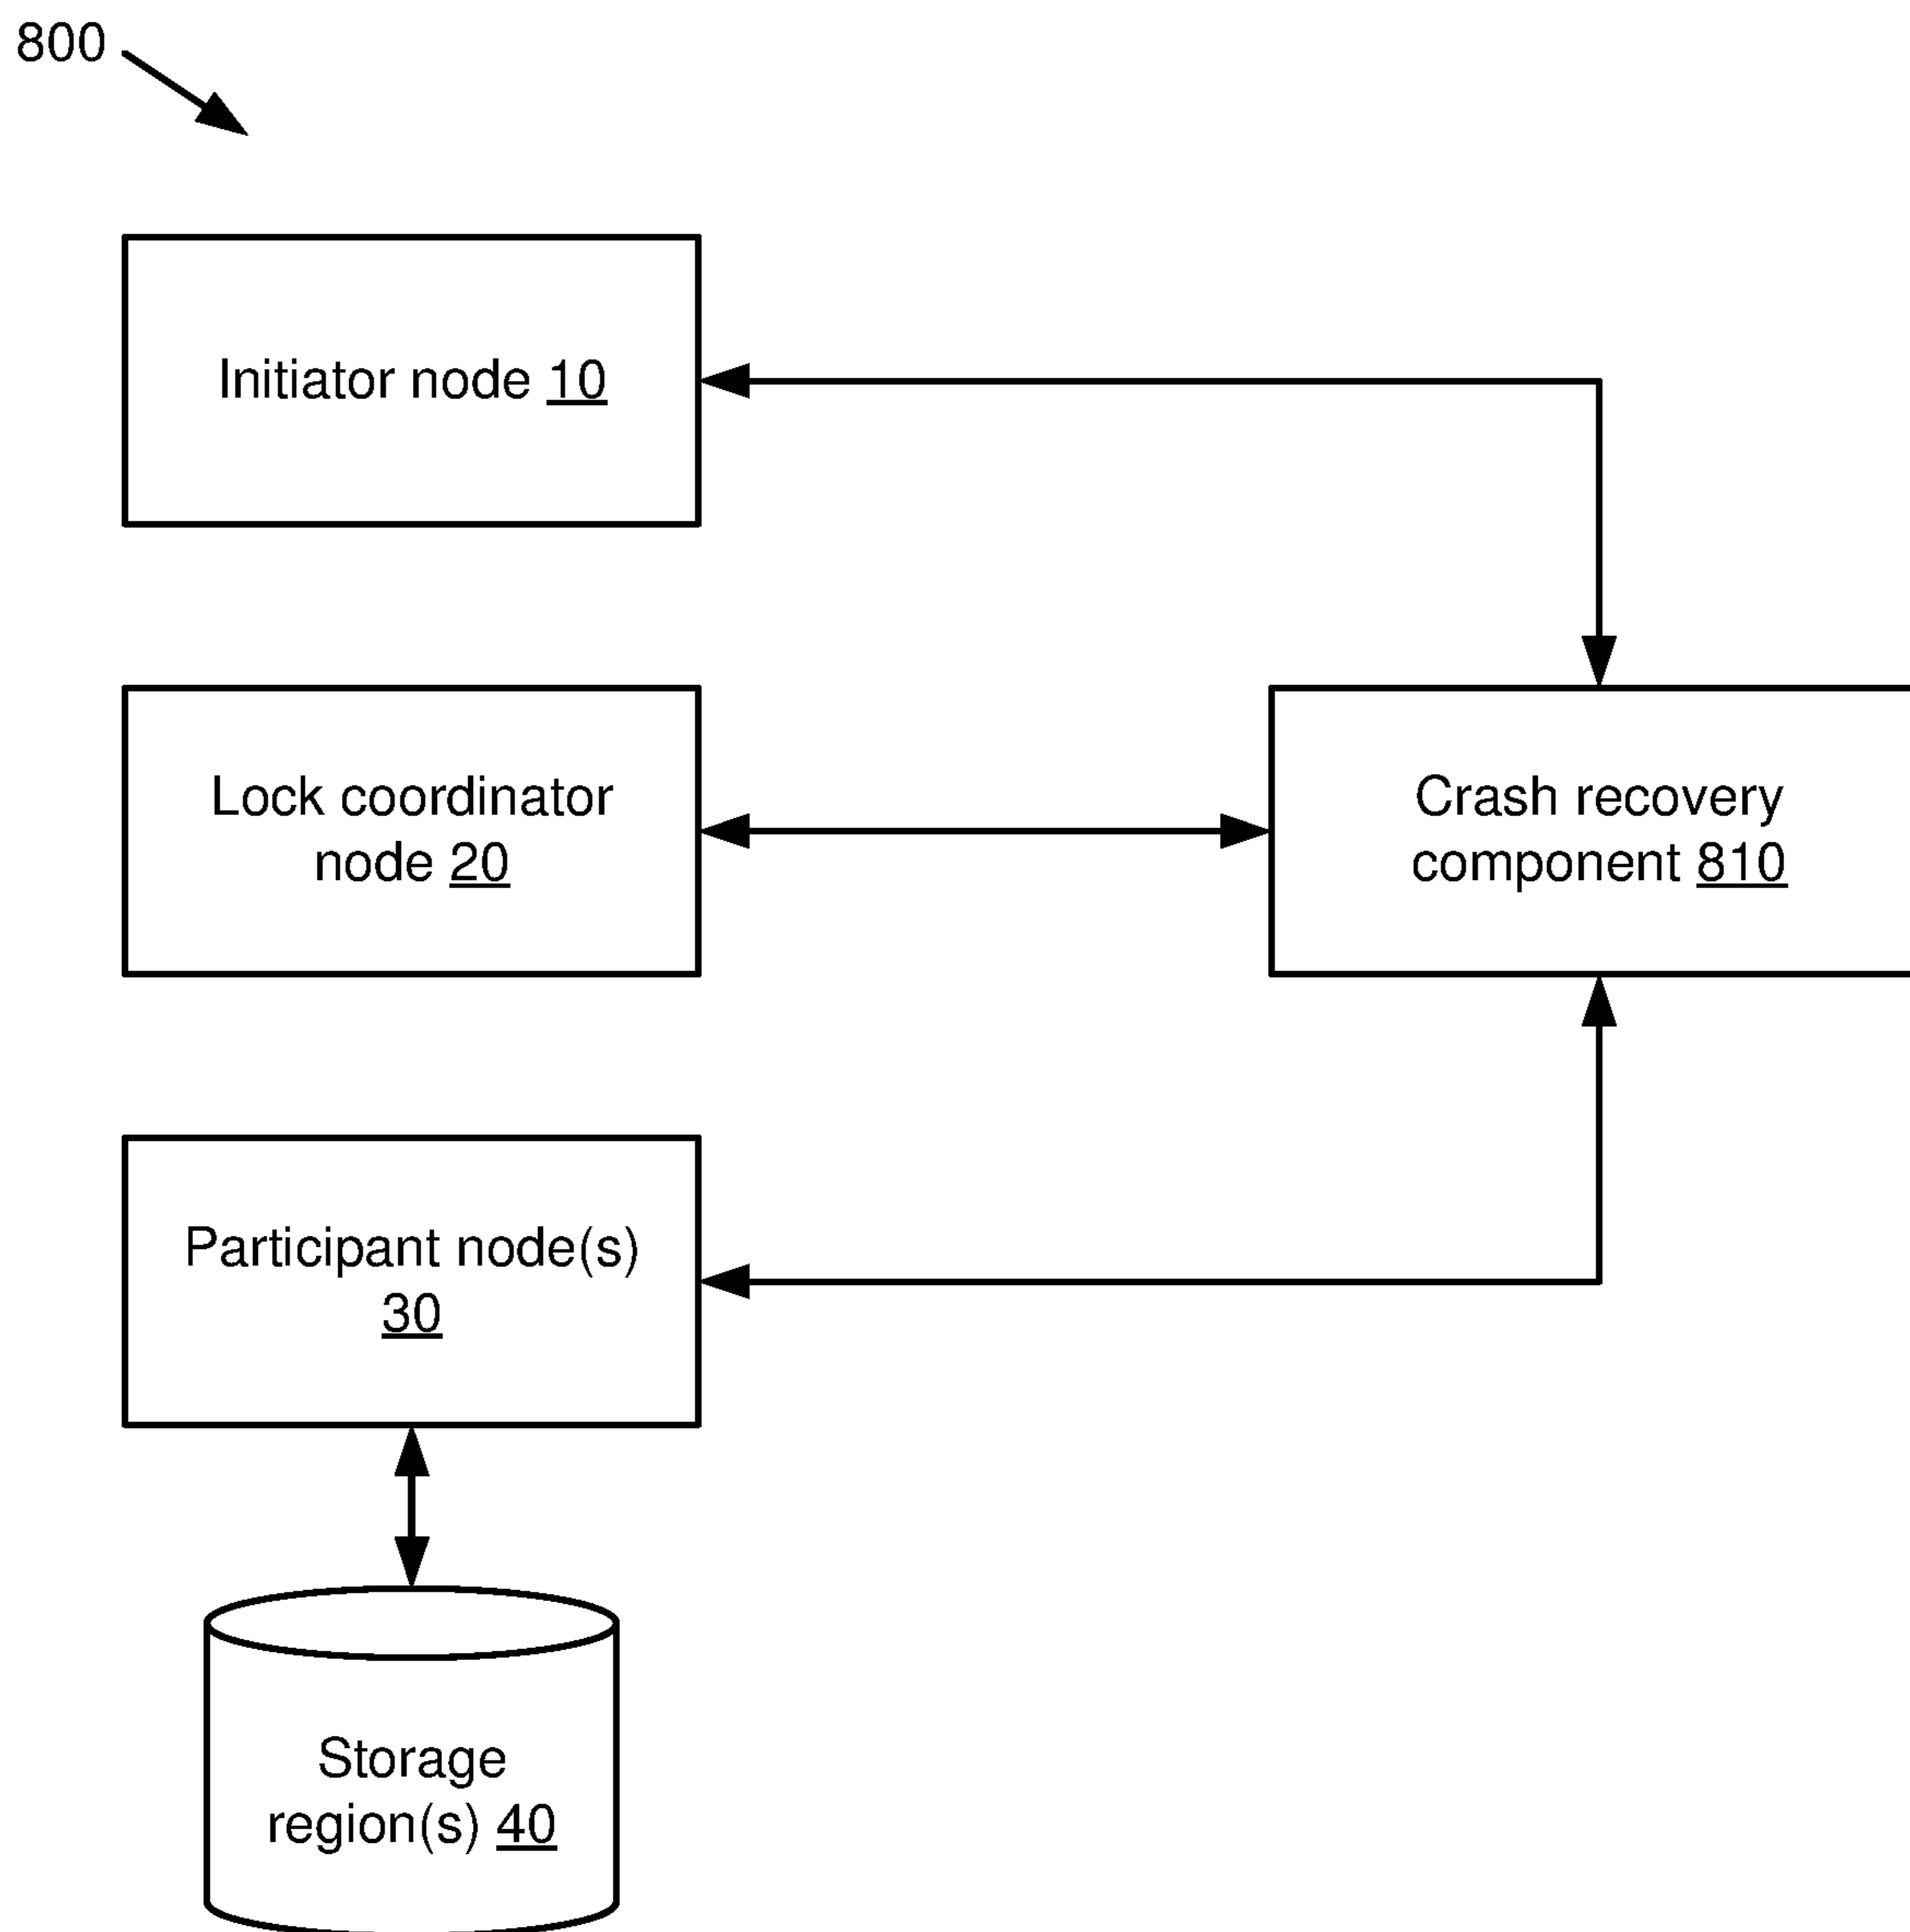 800
Initiator node 10
Lock coordinator
node 20
Crash recovery
component 810
Participant node(s)
30
Storage
region(s) 40